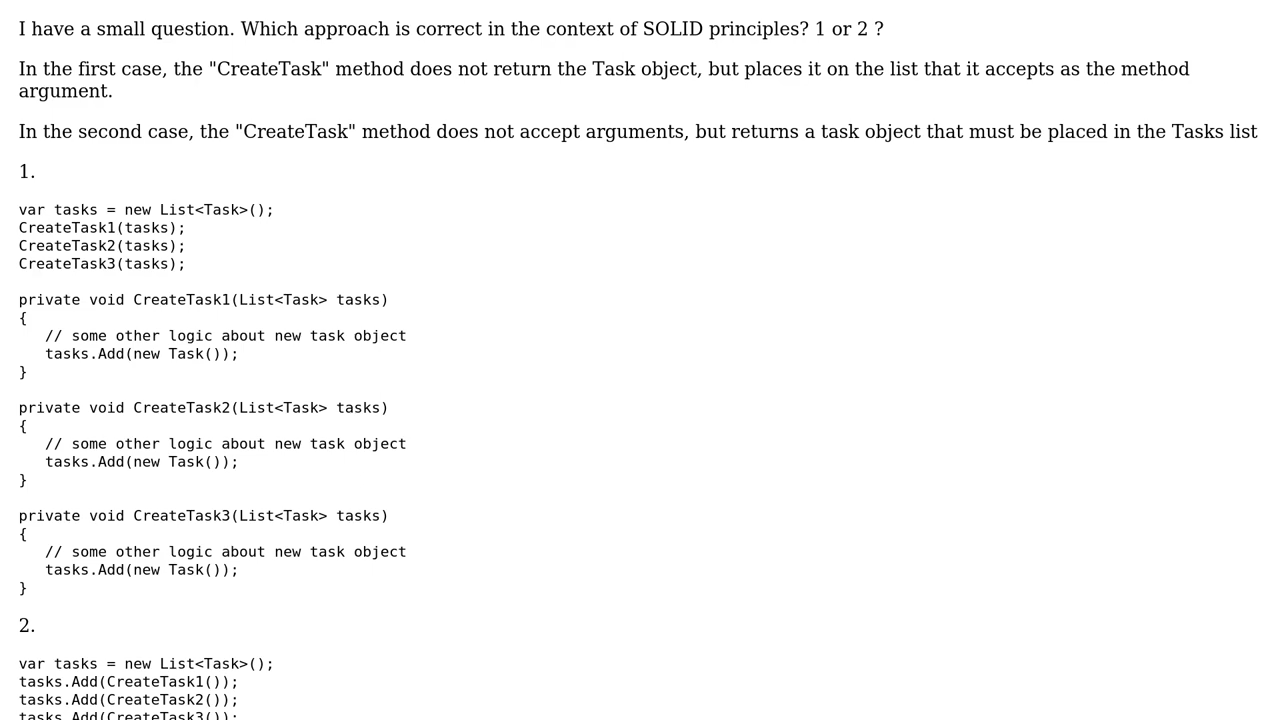 I have a small question. Which approach is correct in the context of SOLID principles? 1 or 2 ?
In the first case, the "CreateTask" method does not return the Task object, but places it on the list that it accepts as the method
argument.
In the second case, the "CreateTask" method does not accept arguments, but returns a task object that must be placed in the Tasks list
1.
var tasks = new List<Task>();
CreateTask1(tasks);
CreateTask2(tasks);
CreateTask3(tasks);
private void CreateTask1(List<Task> tasks)
{
   // some other logic about new task object
   tasks.Add(new Task());
}
private void CreateTask2(List<Task> tasks)
{
   // some other logic about new task object
   tasks.Add(new Task());
}
private void CreateTask3(List<Task> tasks)
{
   // some other logic about new task object
   tasks.Add(new Task());
}
2.
var tasks = new List<Task>();
tasks.Add(CreateTask1());
tasks.Add(CreateTask2());
tasks.Add(CreateTask3());